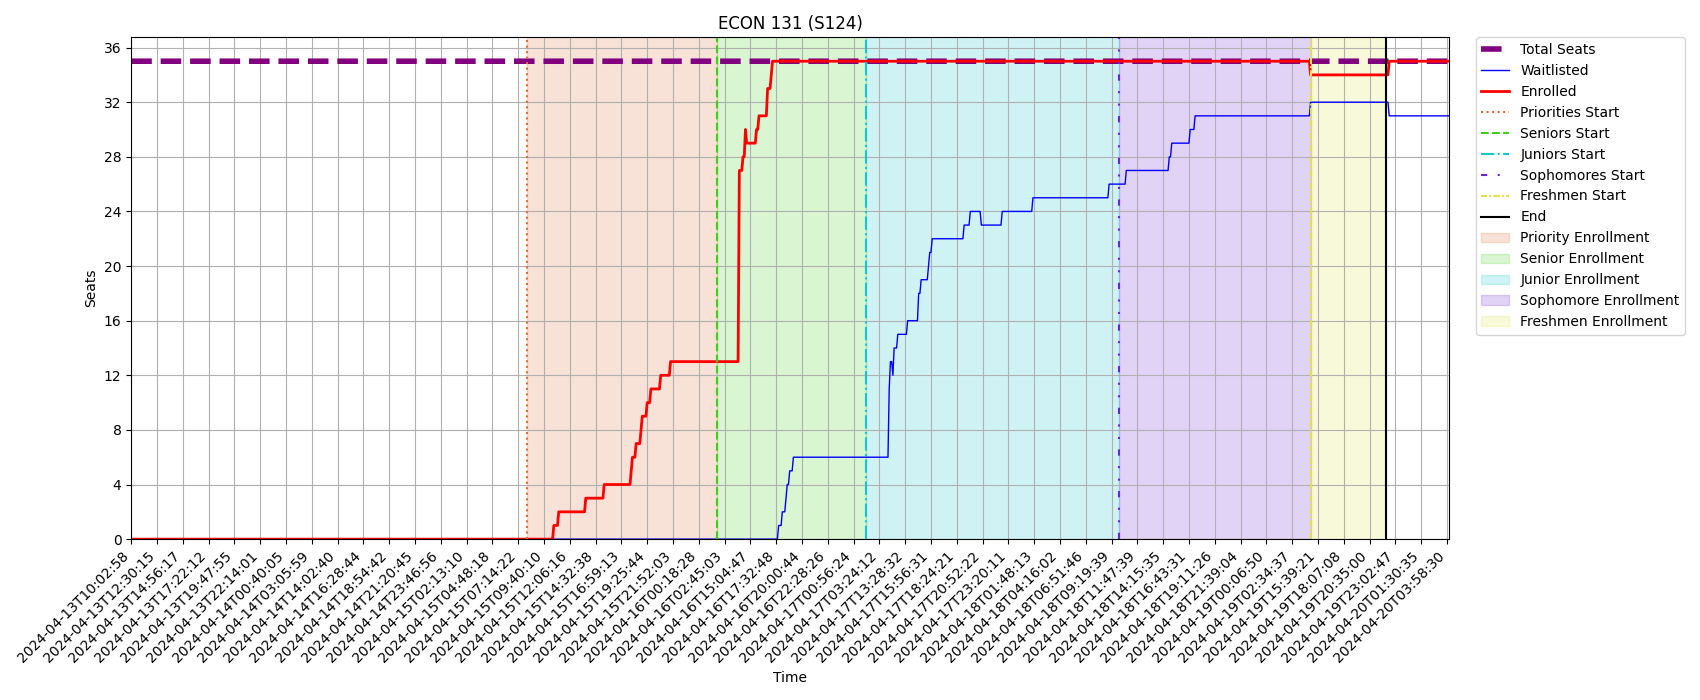 ECON 131 (S124)
Total Seats
Waitlisted
Enrolled
Priorities Start
Seniors Start
Juniors Start
Sophomores Start
Freshmen Start
End
Priority Enrollment
Senior Enrollment
Junior Enrollment
Sophomore Enrollment
Freshmen Enrollment
Seats
36
32
28
24
20
16
12
8
4
0
2024-04-13T10:02:58
2024-04-13T12:30:15
2024-04-13T14:56:17
2024-04-13T17:22:12
2024-04-13T19:47:55
2024-04-13T22:14:01
2024-04-14T00:40:05
2024-04-14T03:05:59
2024-04-14T14:02:40
2024-04-14T16:28:44
2024-04-14T18:54:42
2024-04-14T21:20:45
2024-04-14T23:46:56
2024-04-15T02:13:10
2024-04-15T04:48:18
2024-04-15T07:14:22
2024-04-15T09:40:16
2024-04-15T12:06:16
2024-04-15T14:32:38
2024-04-15T16:59:13
2024-04-15T19:25:44
2024-04-15T21:52:03
2024-04-16T00:18:28
2024-04-16T02:45:03
2024-04-16T15:04:47
2024-04-16T17:32:48
2024-04-16T20:00:44
2024-04-16T22:28:26
2024-04-17T00:56:24
2024-04-17T03:24:12
2024-04-17T13:28:32
2024-04-17T15:56:31
2024-04-17T18:24:21
2024-04-17T20:52:22
2024-04-17T23:20:11
2024-04-18T01:48:13
2024-04-18T04:16:02
2024-04-18T06:51:46
2024-04-18T09:19:39
2024-04-18T11:47:39
2024-04-18T14:15:35
2024-04-18T16:43:31
2024-04-18T19:11:26
2024-04-18T21:39:04
2024-04-19T00:06:50
2024-04-19T02:34:37
2024-04-19T15:39:21
2024-04-19T18:07:08
2024-04-19T20:35:00
2024-04-19T23:02:47
2024-04-20T01:30:35
2024-04-20T03:58:30
Time